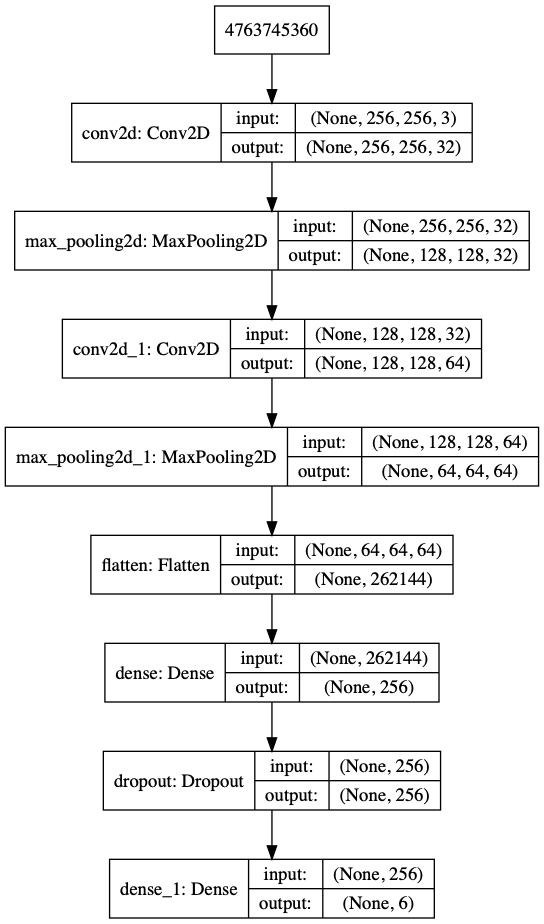 4763745360
conv2d: Conv2D
input:
(None, 256, 256, 3)
output:
(None, 256, 256, 32)
max_pooling2d: MaxPooling2D
input:
(None, 256, 256, 32)
output:
(None, 128, 128, 32)
conv2d_1: Conv2D
input:
(None, 128, 128, 32)
output:
(None, 128, 128, 64)
max_pooling2d_1: MaxPooling2D
input:
(None, 128, 128, 64)
output:
(None, 64, 64, 64)
flatten: Flatten
input:
(None, 64, 64, 64)
output:
(None, 262144)
dense: Dense
input:
(None, 262144)
output:
(None, 256)
dropout: Dropout
input:
(None, 256)
output:
(None, 256)
dense_1: Dense
input:
(None, 256)
output:
(None, 6)